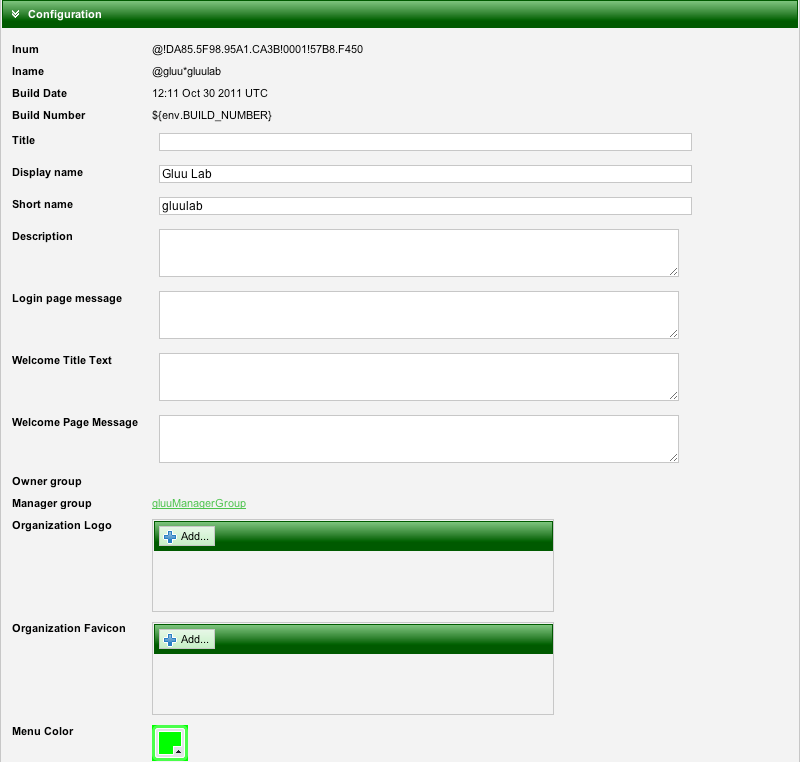 Configuration
Inum @!DA85.5F98.95A1.CA3B!0001!57B8.F450
Iname @gluu*gluulab
Build Date 12:11 Oct 30 2011 UTC
Build Number ${env.BUILD_NUMBER}
Title
Display name Gluu Lab
Short name gluulab
Description
Login page message
Welcome Title Text
Welcome Page Message
Owner group
Manager group gluuManagerGroup
Organization Logo Add...
Organization Favicon Add...
Menu Color